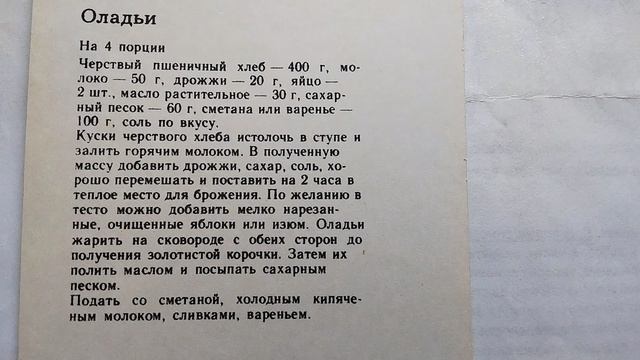 Оладьи
На 4 порции
Черствый пшеничный хлеб — 400 г, мо-
локо — 50 г, дрожжи — 20 г, яйцо —
2 шт., масло растительное — 30 г, сахар-
ный песок — 60 г, сметана или варенье —
100 г, соль по вкусу.
Куски черствого хлеба истолочь в ступе и
залить горячим молоком. В полученную
массу добавить дрожжи, сахар, соль, хо-
рошо перемешать и поставить на 2 часа в
теплое место для брожения. По желанию в
тесто можно добавить мелко нарезан-
ные, очищенные яблоки или изюм. Оладьи
жарить на сковороде с обеих сторон до
получения золотистой корочки. Затем их
полить маслом и посыпать сахарным
песком.
Подать со сметаной, холодным кипяче-
ным молоком, сливками, вареньем.